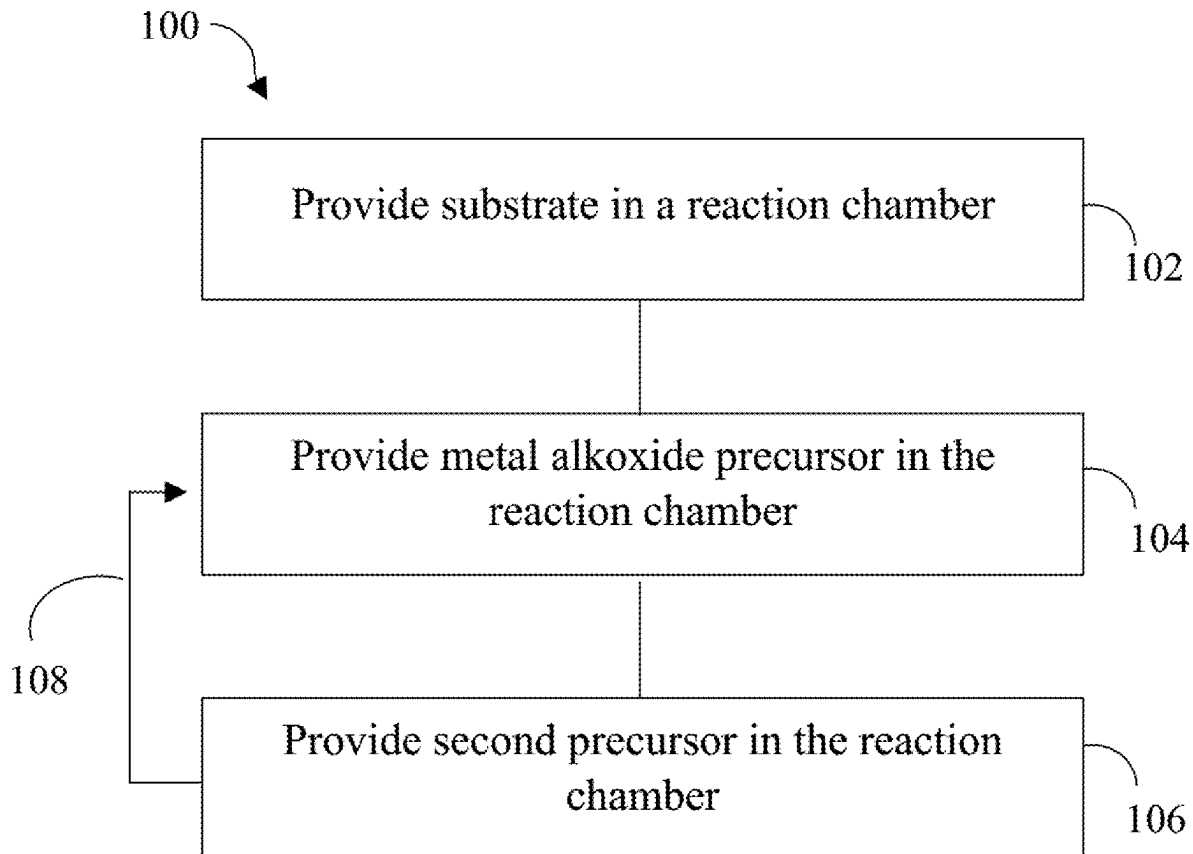 100
Provide substrate in a reaction chamber
102
Provide metal alkoxide precursor in the
reaction chamber
104
108
Provide second precursor in the reaction
chamber
106